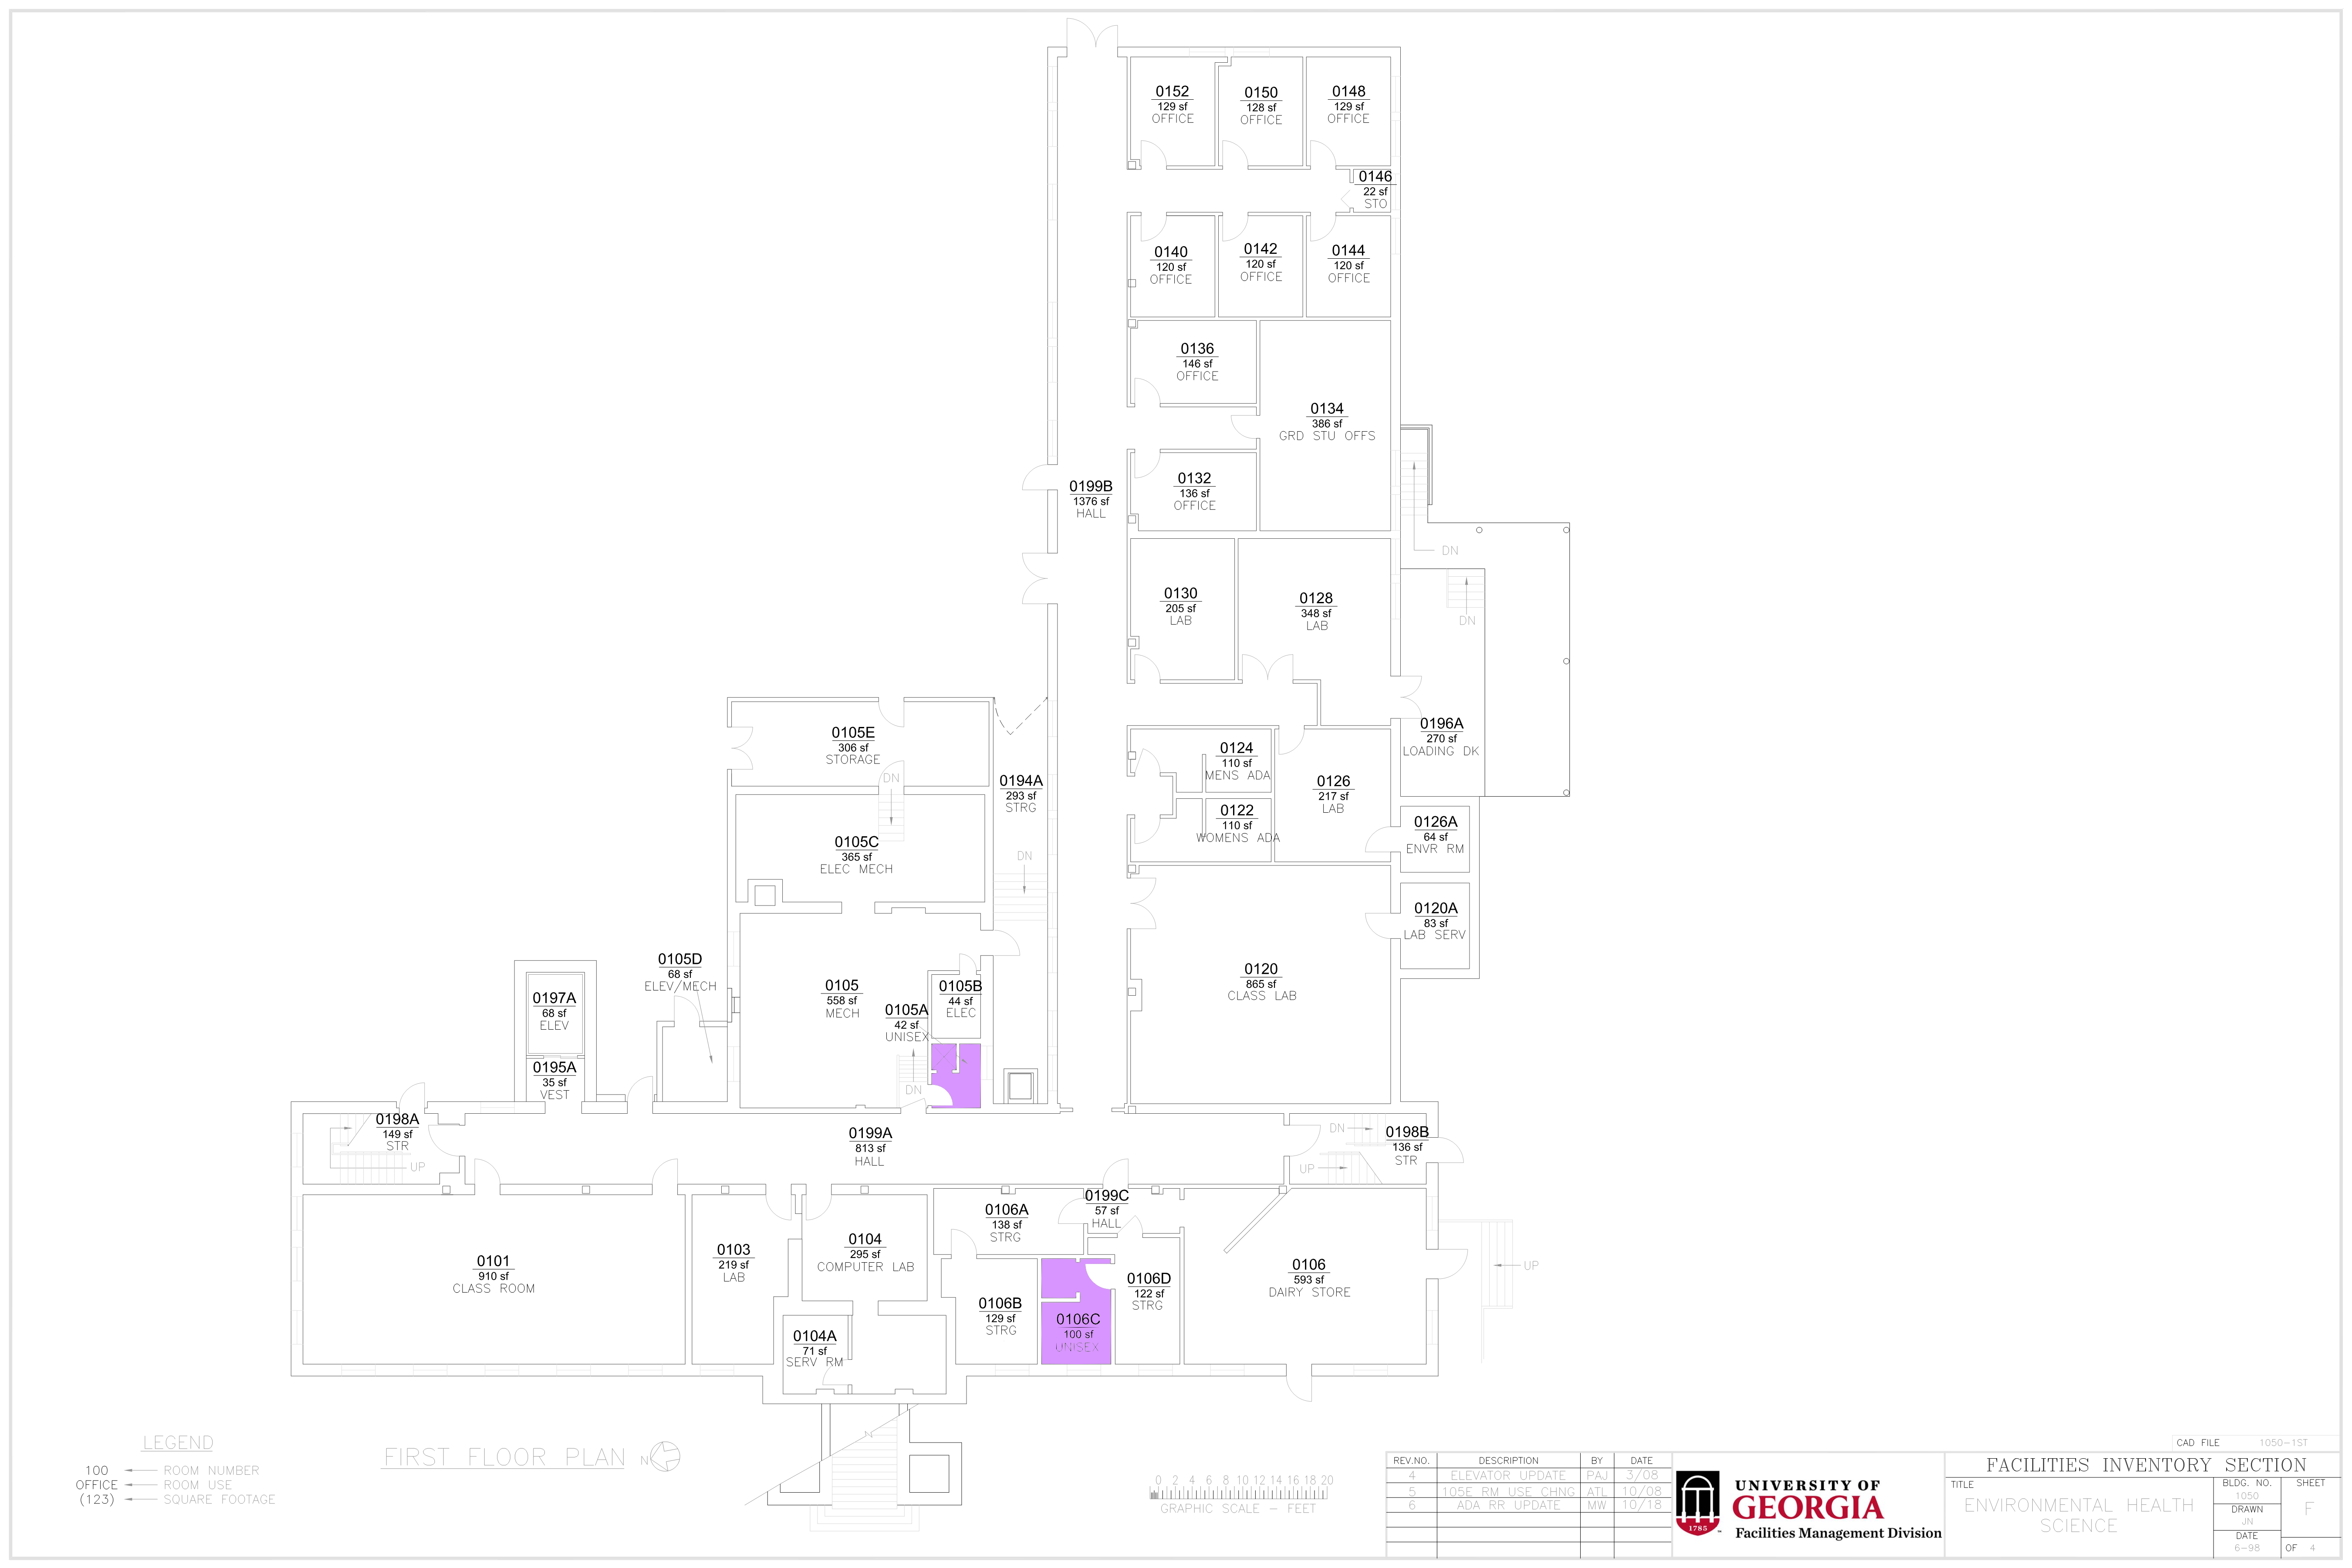 0152
129 sf
OFFICE
0150
128 sf
OFFICE
0148
129 sf
OFFICE
0146
22 sf
STO
0140
120 sf
OFFICE
0142
120 sf
OFFICE
0144
120 sf
OFFICE
0136
146 sf
OFFICE
0134
386 sf
GRD STU OFFS
0132
136 sf
OFFICE
0199B
1376 sf
HALL
DN
0130
205 sf
LAB
0128
348 sf
LAB
DN
0196A
270 sf
LOADING DK
0105E
306 sf
STORAGE
DN
0194A
293 sf
STRG
DN
0124
110 sf
MENS ADA
0126
217 sf
LAB
0122
110 sf
WOMENS ADA
0126A
64 sf
ENVR RM
0105C
365 sf
ELEC MECH
0120A
83 sf
LAB SERV
0120
865 sf
CLASS LAB
0105D
68 sf
ELEV/MECH
0105
558 sf
MECH
0105B
44 sf
ELEC
0105A
42 sf
UNISEX
DN
0197A
68 sf
ELEV
0195A
35 sf
VEST
0198A
149 sf
STR
UP
0199A
813 sf
HALL
DN
UP
0198B
136 sf
STR
0101
910 sf
CLASS ROOM
0103
219 sf
LAB
0104
295 sf
COMPUTER LAB
0104A
71 sf
SERV RM
0106A
138 sf
STRG
0199C
57 sf
HALL
0106B
129 sf
STRG
0106C
100 sf
UNISEX
0106D
122 sf
STRG
0106
593 sf
DAIRY STORE
UP
LEGEND
100 ROOM NUMBER
OFFICE ROOM USE
(123) SQUARE FOOTAGE
FIRST FLOOR PLAN N
0 2 4 6 8 10 12 14 16 18 20
GRAPHIC SCALE - FEET
REV.NO. DESCRIPTION BY DATE
4 ELEVATOR UPDATE PAJ 3/08
5 105E RM USE CHNG ATL 10/08
6 ADA RR UPDATE MW 10/18
1785
UNIVERSITY OF
GEORGIA
Facilities Management Division
CAD FILE 1050-1ST
FACILITIES INVENTORY SECTION
TITLE
ENVIRONMENTAL HEALTH
SCIENCE
BLDG. NO.
1050
DRAWN
JN
DATE
6-98
SHEET
F
OF 4